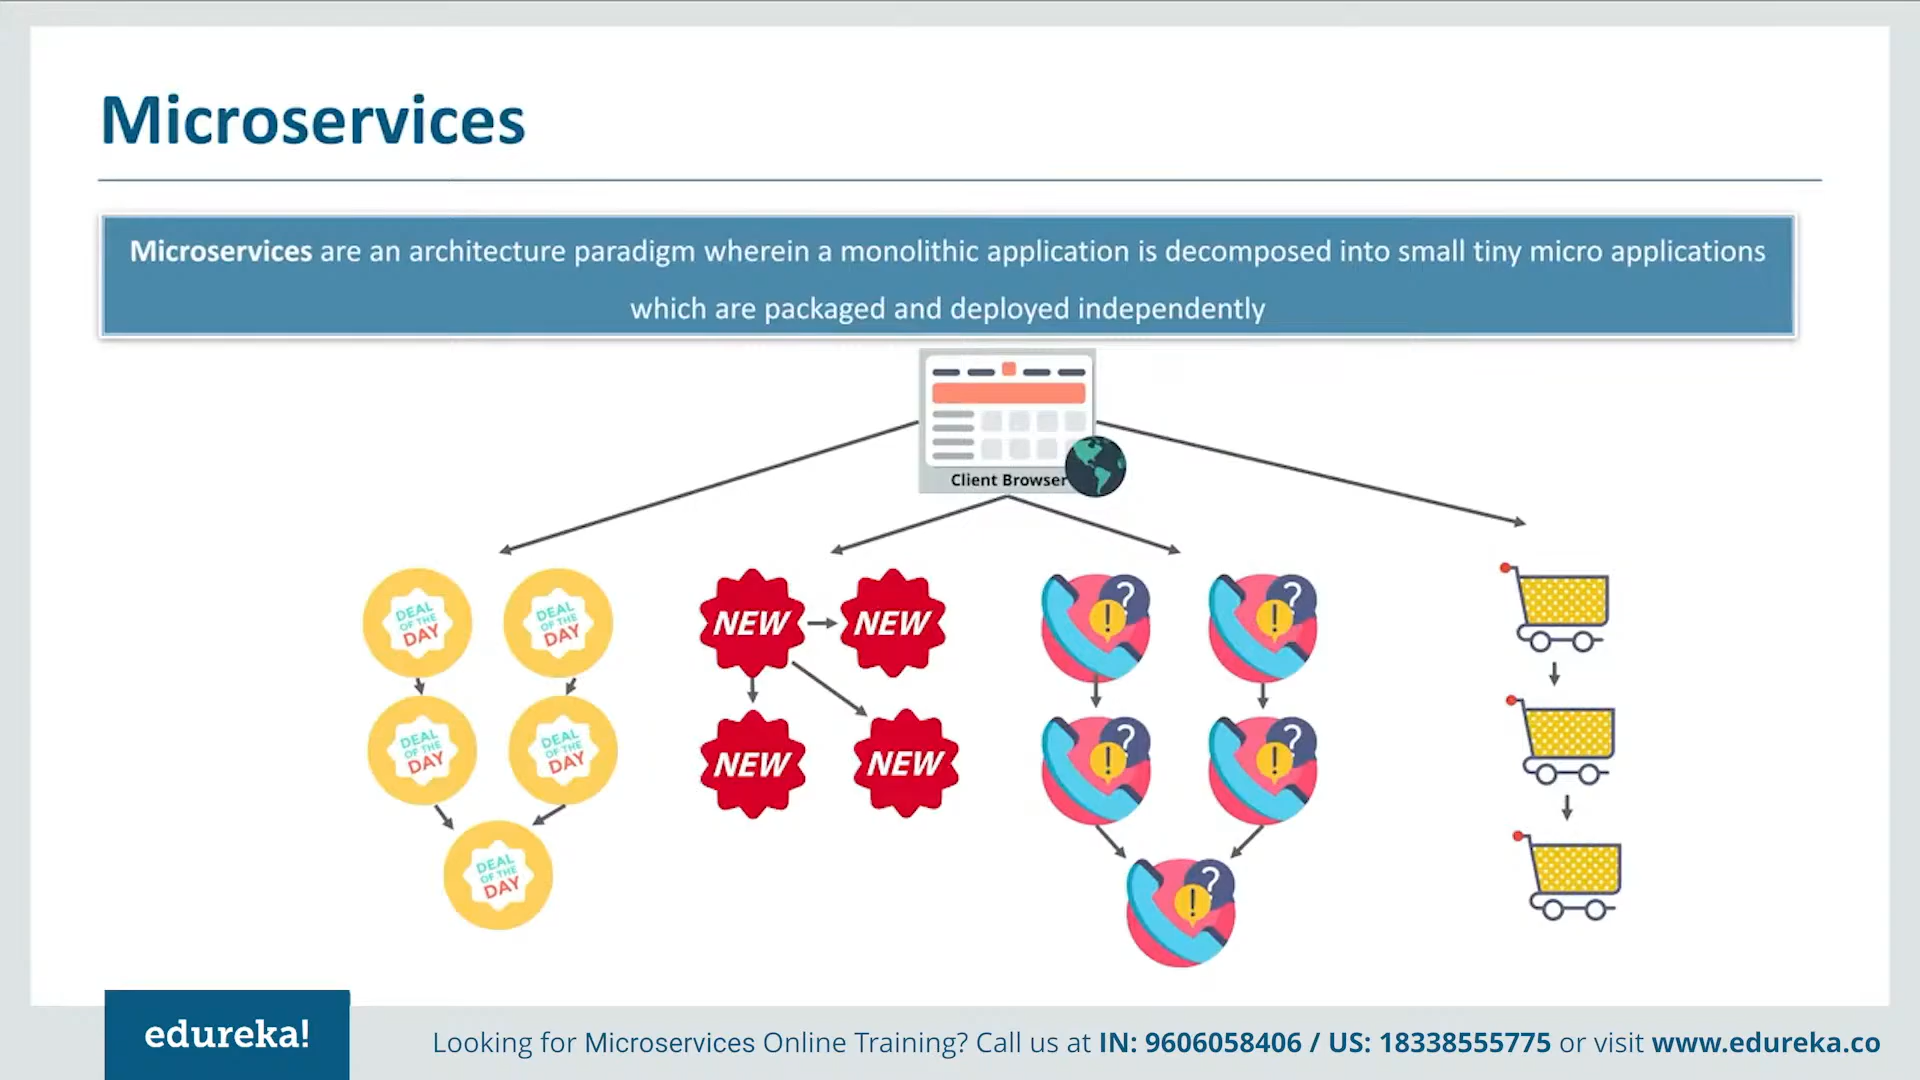 Microservices
Microservices are an architecture paradigm wherein a monolithic application is decomposed into small tiny micro applications
which are packaged and deployed independently
Client Browser
DEAL
OF THE
DAY
DEAL
OF THE
DAY
NEW
NEW
?
!
?
!
DEAL
OF THE
DAY
DEAL
OF THE
DAY
NEW
NEW
?
!
?
!
DEAL
OF THE
DAY
?
!
edureka!
Looking for Microservices Online Training? Call us at IN: 9606058406 / US: 18338555775 or visit www.edureka.co